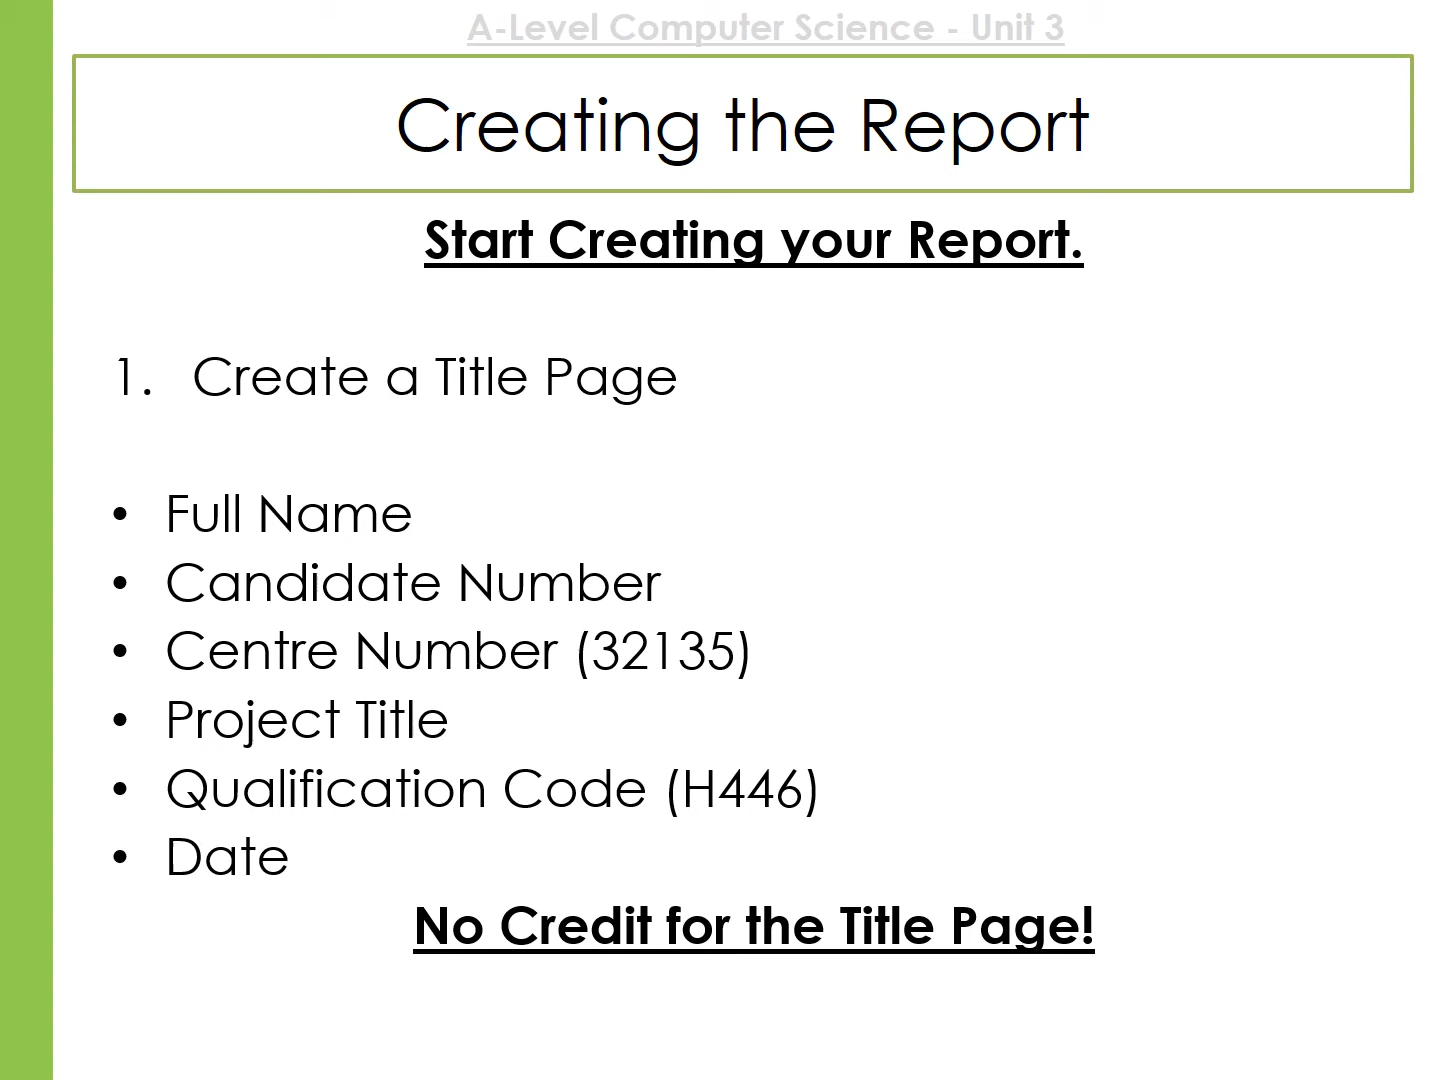 A-Level Computer Science - Unit 3
Creating the Report
Start Creating your Report.
1. Create a Title Page
• Full Name
• Candidate Number
• Centre Number (32135)
• Project Title
• Qualification Code (H446)
• Date
No Credit for the Title Page!